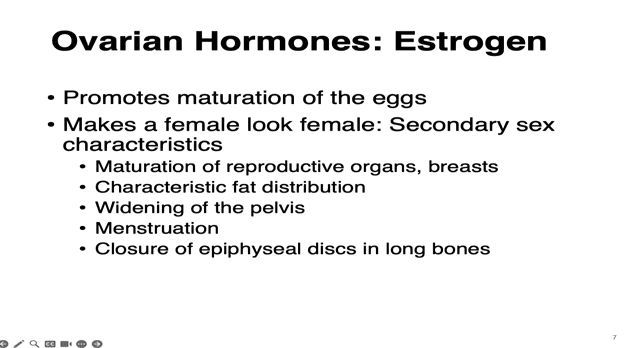 Ovarian Hormones: Estrogen
• Promotes maturation of the eggs
• Makes a female look female: Secondary sex
characteristics
• Maturation of reproductive organs, breasts
• Characteristic fat distribution
• Widening of the pelvis
• Menstruation
• Closure of epiphyseal discs in long bones
7